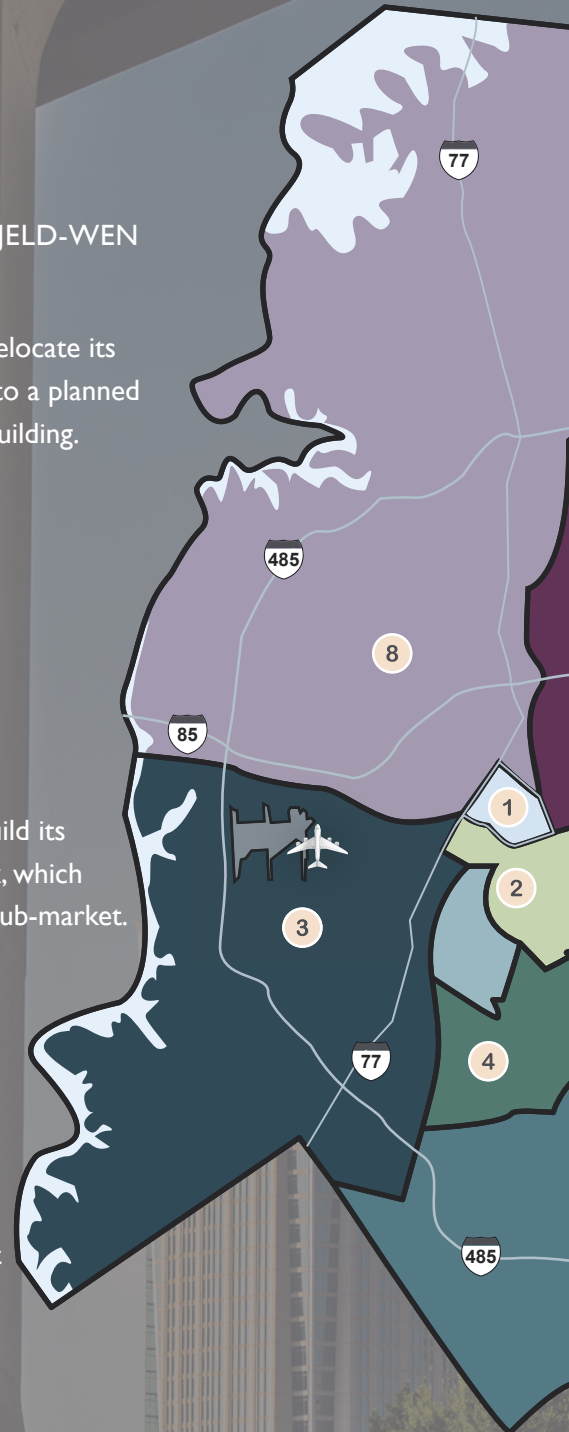 JELD-WEN
elocate its
to a planned
uilding.
ild its
, which
ub-market.
77
485
8
85
1
2
3
77
4
485